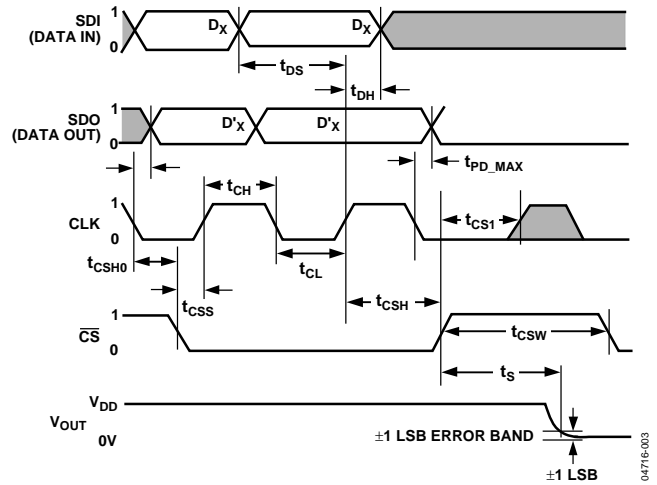 SDI
(DATA IN)
1
0
DX
DX
tDS
tDH
SDO
(DATA OUT)
1
0
D'X
D'X
tPD_MAX
CLK
1
0
tCH
tCS1
tCSH0
tCL
tCSS
tCSH
CS
1
0
tCSW
tS
VDD
VOUT
0V
±1 LSB ERROR BAND
±1 LSB
04716-003